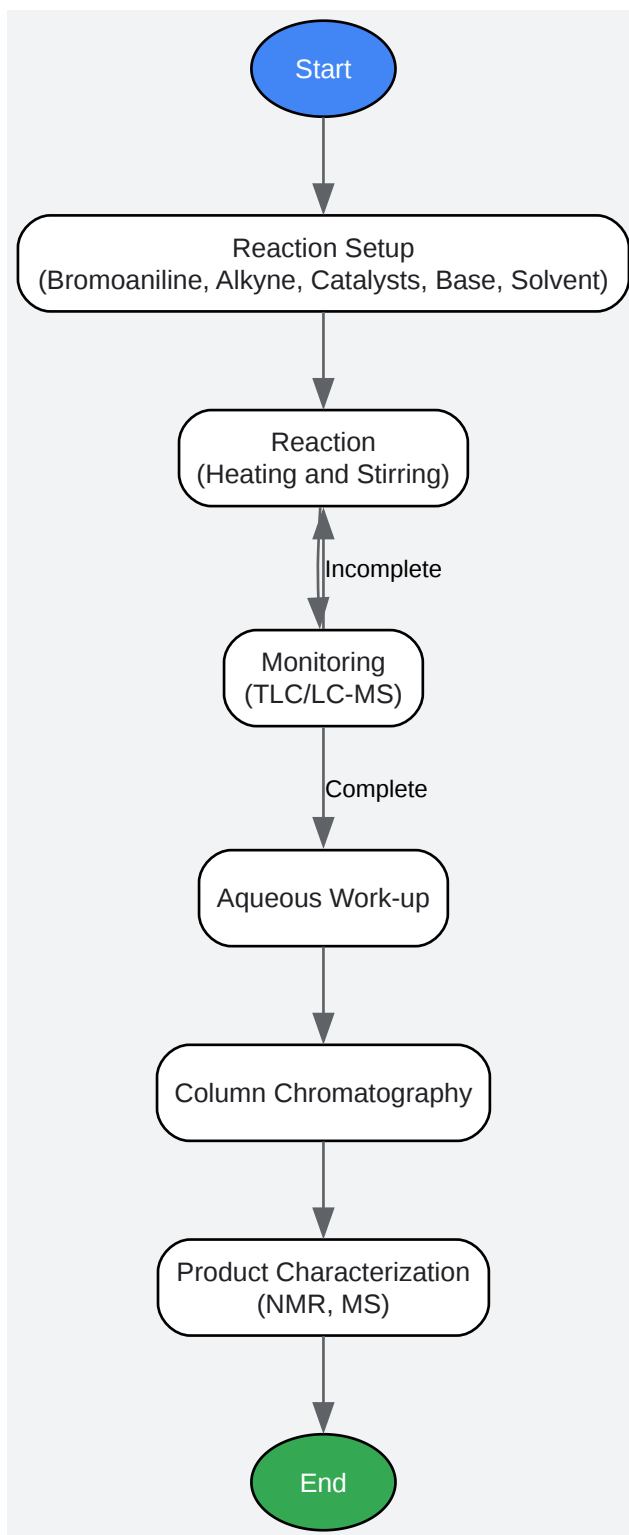 Start
Reaction Setup
(Bromoaniline, Alkyne, Catalysts, Base, Solvent)
Reaction
(Heating and Stirring)
Incomplete
Monitoring
(TLC/LC-MS)
Complete
Aqueous Work-up
Column Chromatography
Product Characterization
(NMR, MS)
End